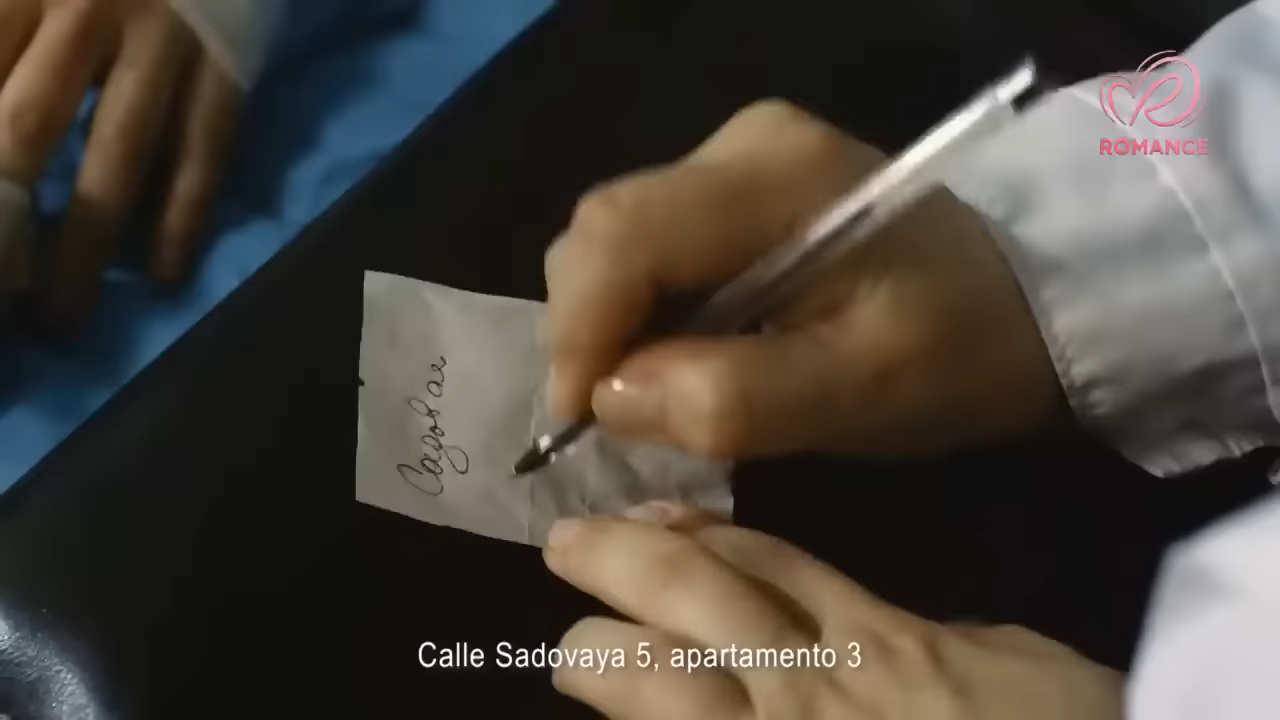 ROMANCE
Садовая
Calle Sadovaya 5, apartamento 3